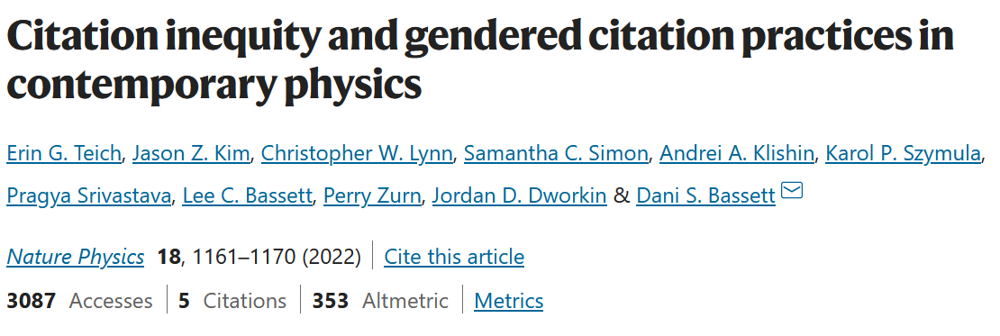 Citation inequity and gendered citation practices in
contemporary physics
Erin G. Teich, Jason Z. Kim, Christopher W. Lynn, Samantha C. Simon, Andrei A. Klishin, Karol P. Szymula,
Pragya Srivastava, Lee C. Bassett, Perry Zurn, Jordan D. Dworkin & Dani S. Bassett
Nature Physics 18, 1161–1170 (2022) Cite this article
3087 Accesses 5 Citations 353 Altmetric Metrics